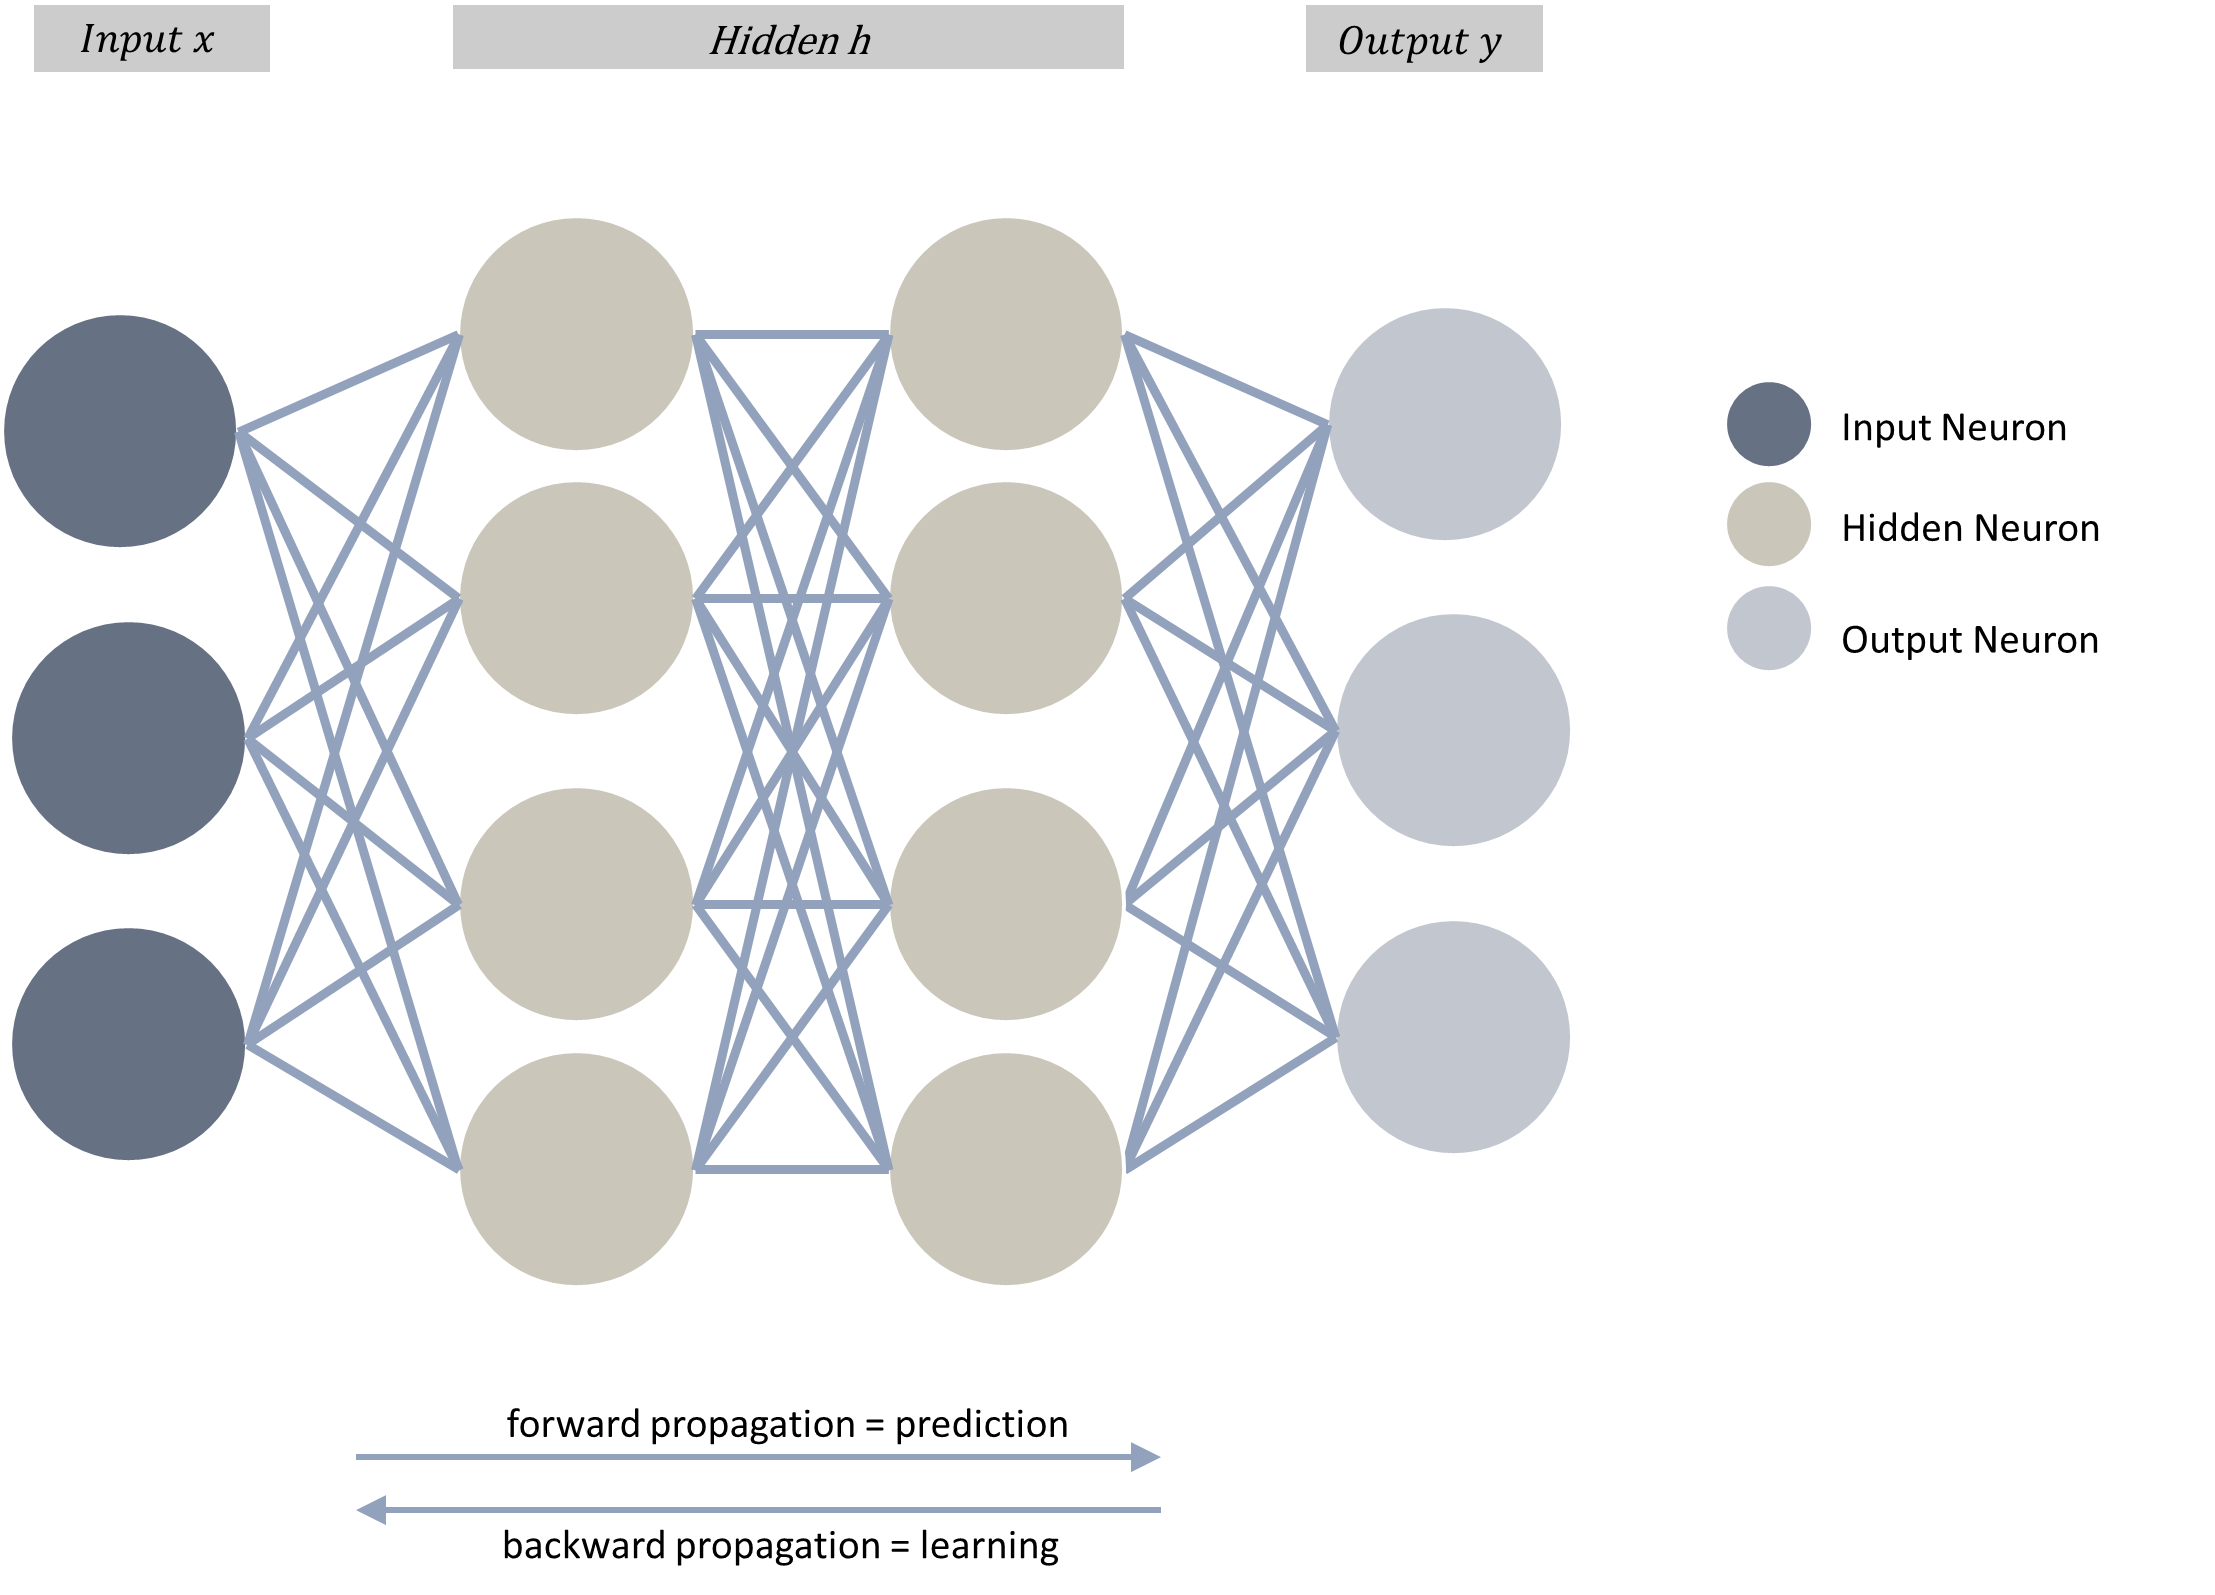 Input x
Hidden h
Output y
Input Neuron
Hidden Neuron
Output Neuron
forward propagation = prediction
backward propagation = learning